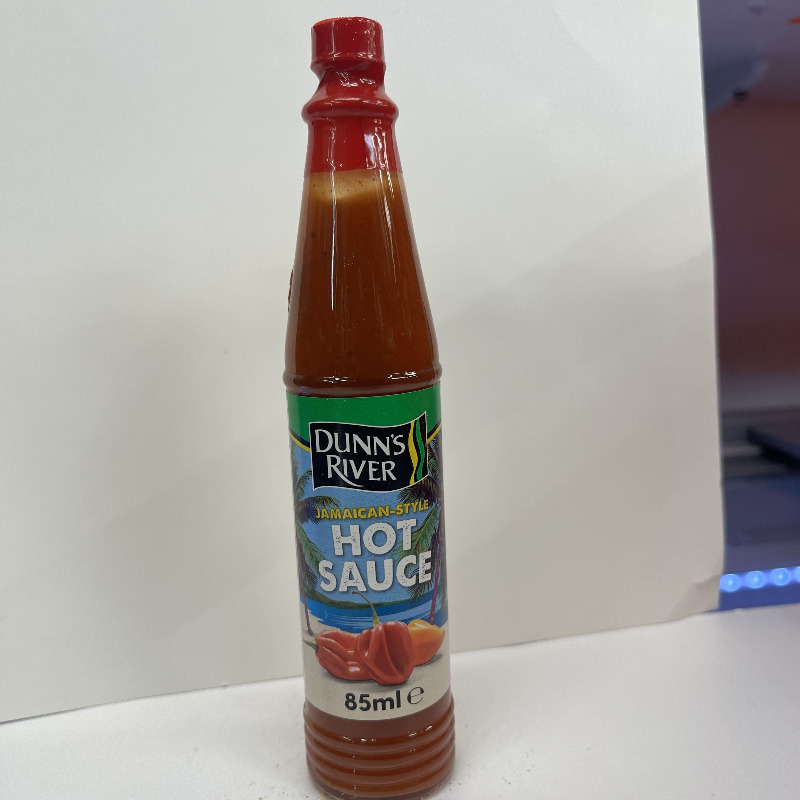 DUNN'S
RIVER
JAMAICAN-STYLE
HOT
SAUCE
85ml ℮